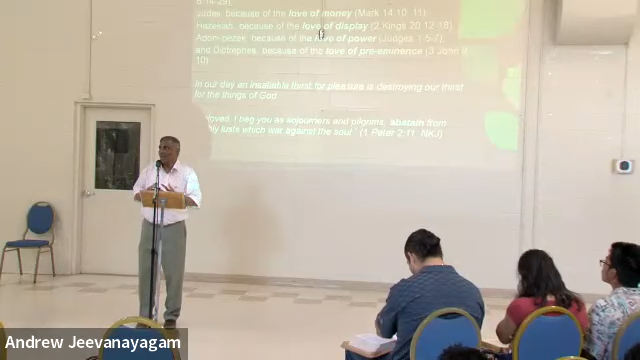 6:14-29);
Judas, because of the love of money (Mark 14:10, 11);
Hezekiah, because of the love of display (2 Kings 20:12-18);
Adoni-bezek, because of the love of power (Judges 1:5-7);
and Diotrephes, because of the love of pre-eminence (3 John 9,
10).
In our day an insatiable thirst for pleasure is destroying our thirst
for the things of God.
beloved, I beg you as sojourners and pilgrims, abstain from
lusts which war against the soul" (1 Peter 2:11, NKJ)
Andrew Jeevanayagam